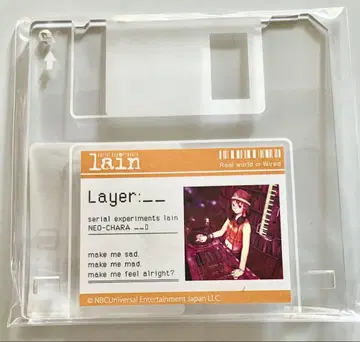 serial experiments
lain
Real world or Wired
Layer:__
serial experiments lain
NEO-CHARA __0
make me sad.
make me mad.
make me feel alright?
© NBCUniversal Entertainment Japan LLC